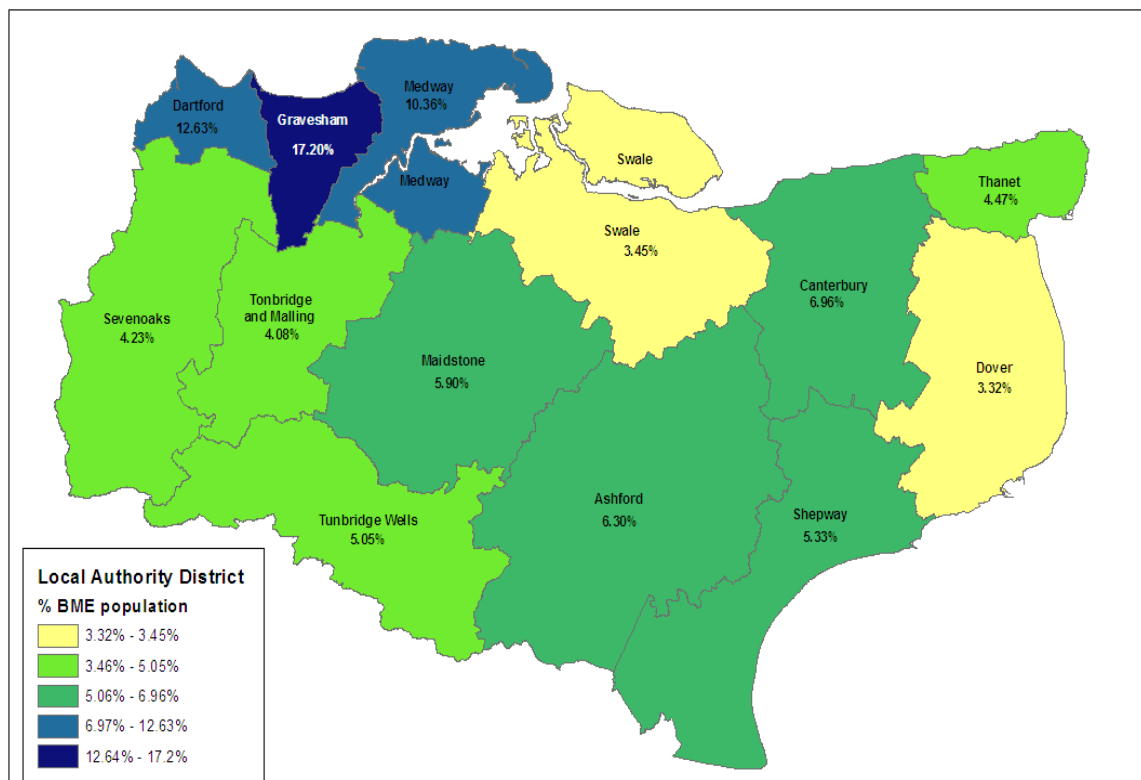 Medway
10.36%
Dartford
12.63%
Gravesham
17.20%
Swale
Medway
Thanet
4.47%
Swale
3.45%
Canterbury
6.96%
Tonbridge
and Malling
4.08%
Sevenoaks
4.23%
Maidstone
5.90%
Dover
3.32%
Ashford
6.30%
Shepway
5.33%
Tunbridge Wells
5.05%
Local Authority District
% BME population
3.32% - 3.45%
3.46% - 5.05%
5.06% - 6.96%
6.97% - 12.63%
12.64% - 17.2%